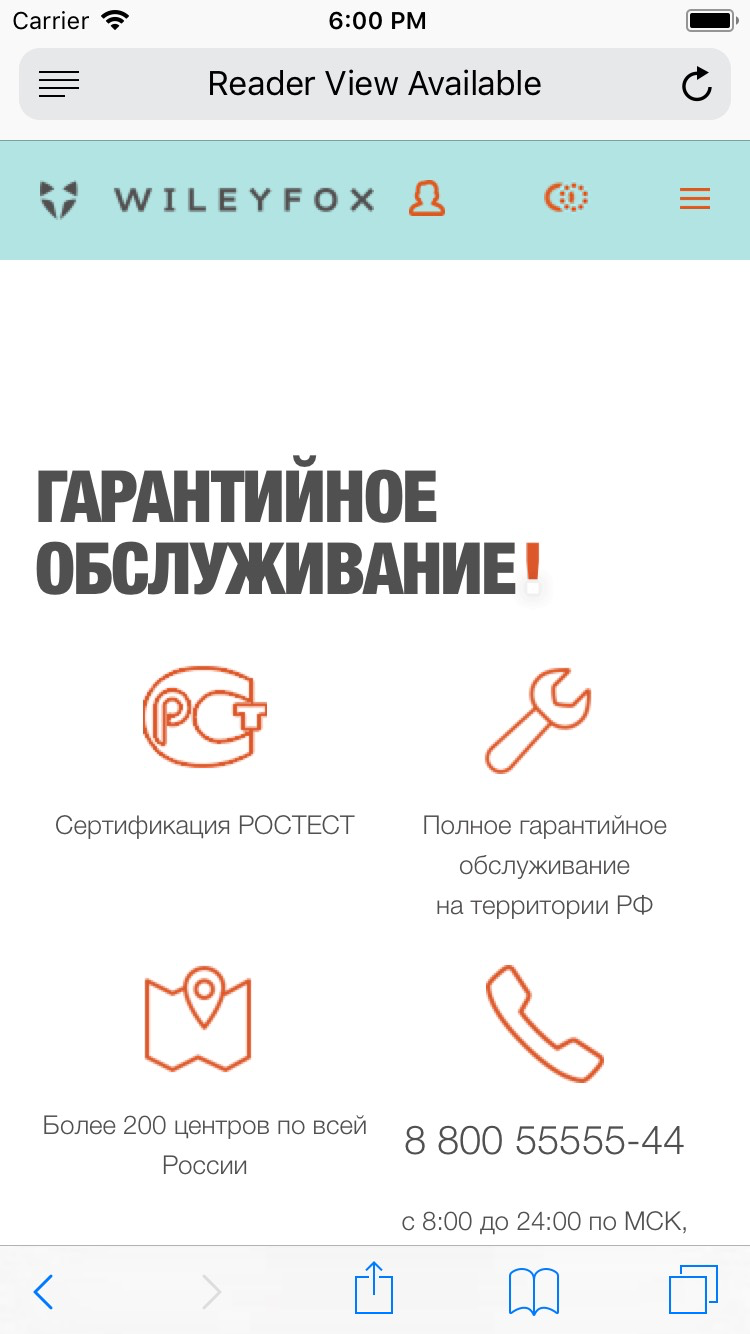 Carrier 6:00 PM
Reader View Available
WILEYFOX
ГАРАНТИЙНОЕ
ОБСЛУЖИВАНИЕ!
РСТ
Сертификация РОСТЕСТ
Полное гарантийное
обслуживание
на территории РФ
Более 200 центров по всей
России
8 800 55555-44
с 8:00 до 24:00 по МСК,